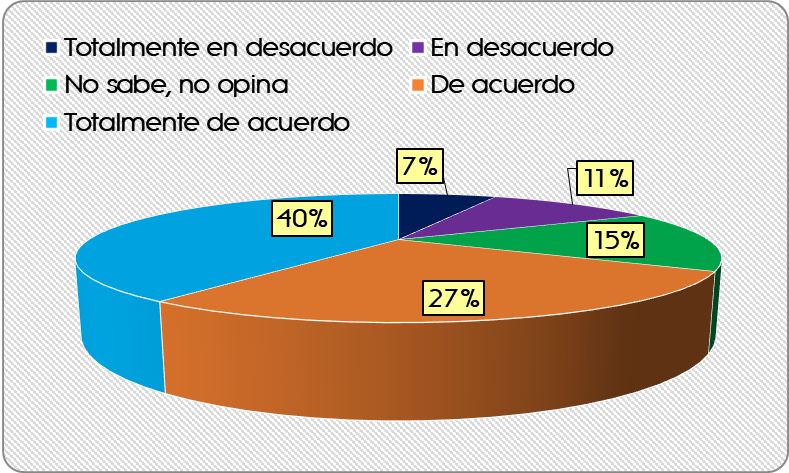 Totalmente en desacuerdo En desacuerdo
No sabe, no opina De acuerdo
Totalmente de acuerdo
7%
11%
40%
15%
27%